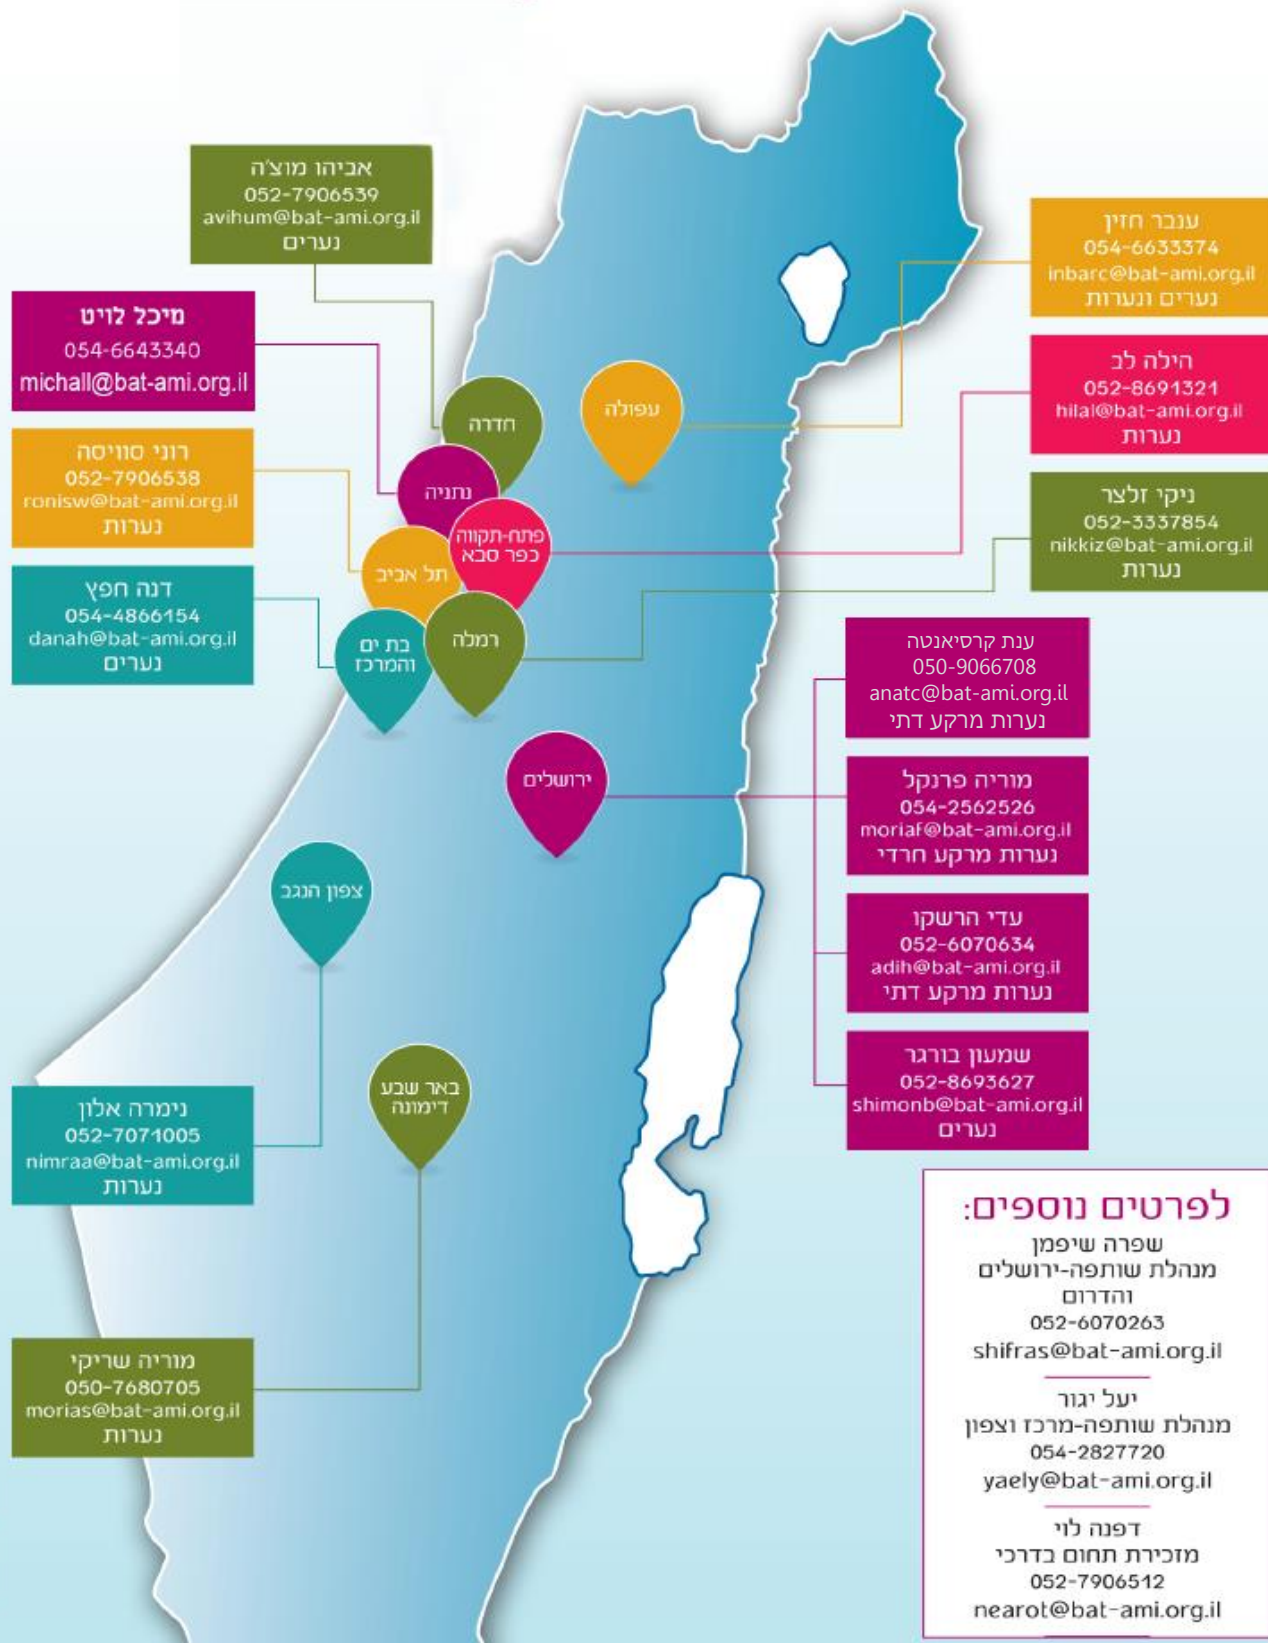 אביהו מוצ'ה
052-7906539
avihum@bat-ami.org.il
נערים
ענבר חזין
054-6633374
inbarc@bat-ami.org.il
נערים ונערות
מיכל לויט
054-6643340
michall@bat-ami.org.il
הילה לב
052-8691321
hilal@bat-ami.org.il
נערות
רוני סוויסה
052-7906538
ronisw@bat-ami.org.il
נערות
ניקי זלצר
052-3337854
nikkiz@bat-ami.org.il
נערות
דנה חפץ
054-4866154
danah@bat-ami.org.il
נערים
עפולה
חדרה
נתניה
פתח-תקווה
כפר סבא
תל אביב
בת ים
והמרכז
רמלה
ירושלים
צפון הנגב
באר שבע
דימונה
ענת קרסיאנטה
050-9066708
anatc@bat-ami.org.il
נערות מרקע דתי
מוריה פרנקל
054-2562526
moriaf@bat-ami.org.il
נערות מרקע חרדי
עדי הרשקו
052-6070634
adih@bat-ami.org.il
נערות מרקע דתי
שמעון בורגר
052-8693627
shimonb@bat-ami.org.il
נערים
נימרה אלון
052-7071005
nimraa@bat-ami.org.il
נערות
מוריה שריקי
050-7680705
morias@bat-ami.org.il
נערות
לפרטים נוספים:
שפרה שיפמן
מנהלת שותפה-ירושלים
והדרום
052-6070263
shifras@bat-ami.org.il
יעל יגור
מנהלת שותפה-מרכז וצפון
054-2827720
yaely@bat-ami.org.il
דפנה לוי
מזכירת תחום בדרכי
052-7906512
nearot@bat-ami.org.il